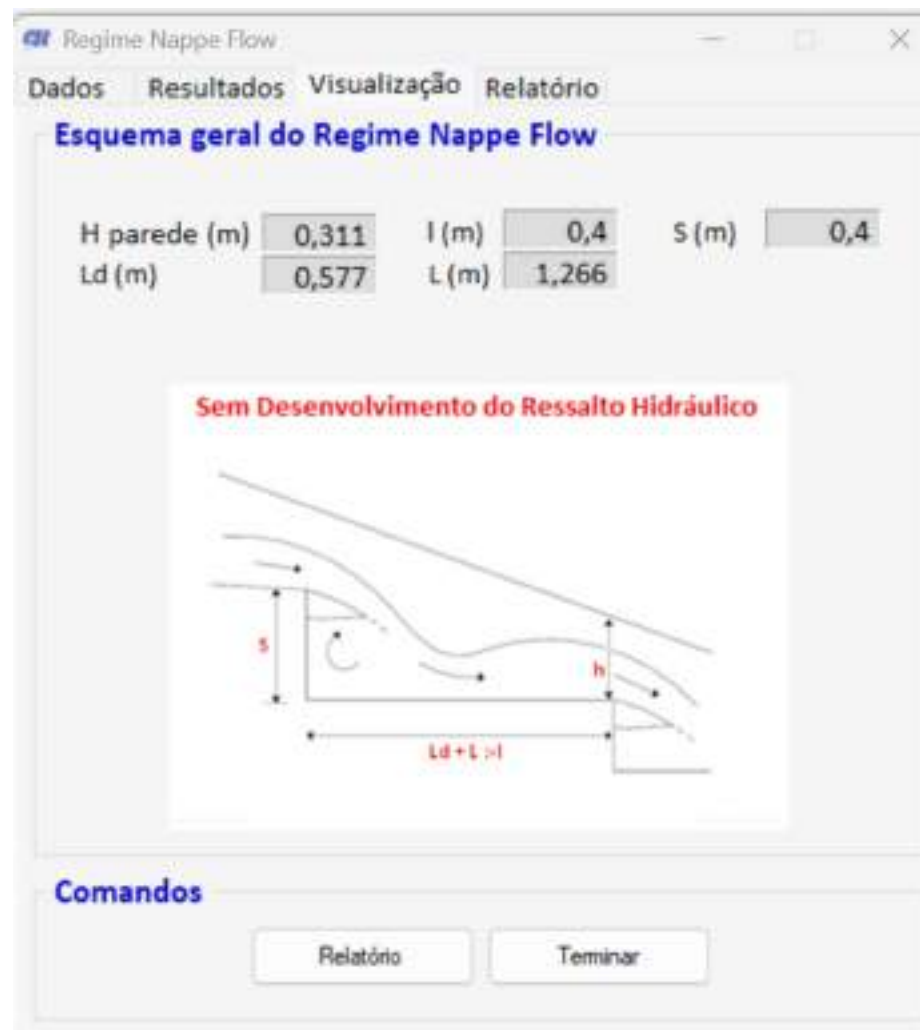 CH Regime Nappe Flow
Dados Resultados Visualização Relatório
Esquema geral do Regime Nappe Flow
H parede (m) 0,311 l (m) 0,4 S (m) 0,4
Ld (m) 0,577 L (m) 1,266
Sem Desenvolvimento do Ressalto Hidráulico
S
h
Ld + L :-l
Comandos
Relatório Terminar